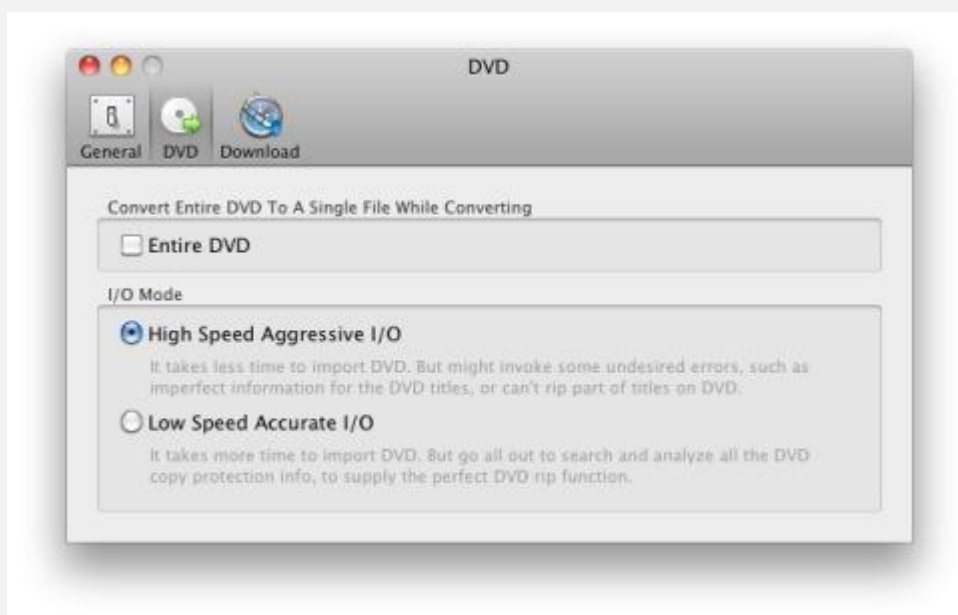 DVD
General DVD Download
Convert Entire DVD To A Single File While Converting
Entire DVD
I/O Mode
High Speed Aggressive I/O
It takes less time to import DVD. But might invoke some undesired errors, such as
imperfect information for the DVD titles, or can't rip part of titles on DVD.
Low Speed Accurate I/O
It takes more time to import DVD. But go all out to search and analyze all the DVD
copy protection info, to supply the perfect DVD rip function.